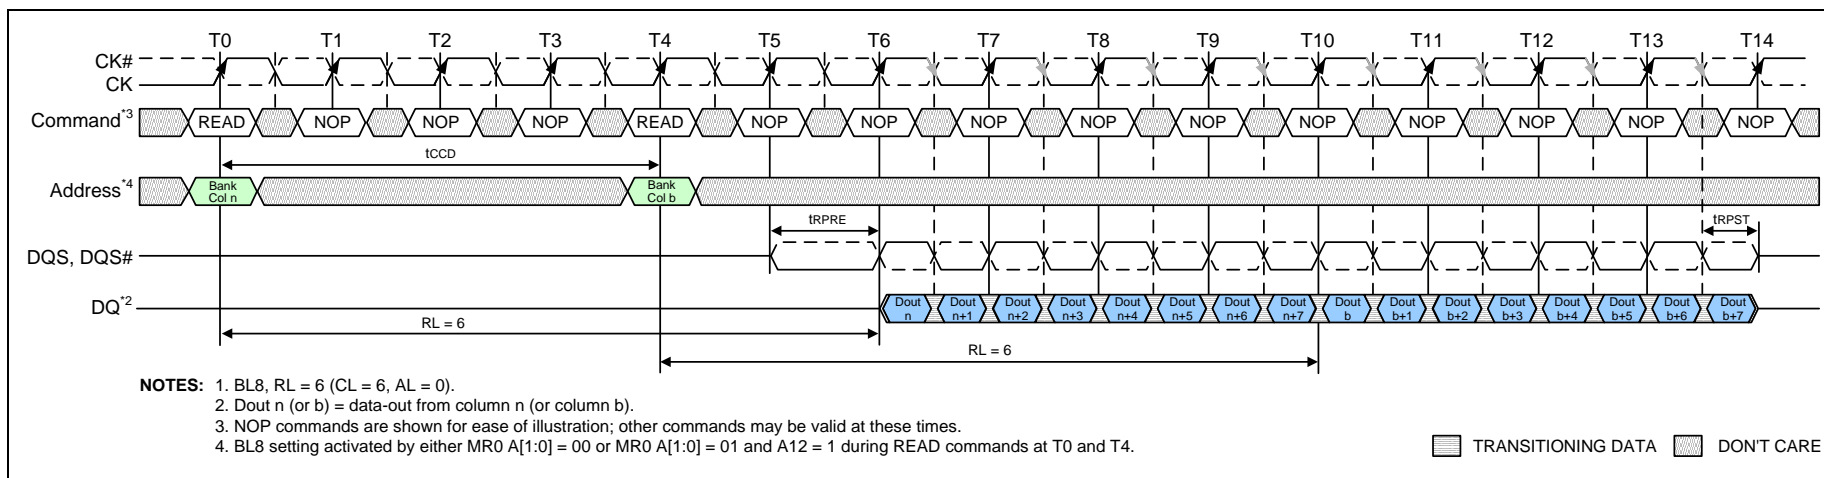 T0 T1 T2 T3 T4 T5 T6 T7 T8 T9 T10 T11 T12 T13 T14
CK#
CK
Command*3 READ NOP NOP NOP READ NOP NOP NOP NOP NOP NOP NOP NOP NOP NOP
tCCD
Address*4 Bank Col n Bank Col b
tRPRE tRPST
DQS, DQS#
DQ*2 Dout n Dout n+1 Dout n+2 Dout n+3 Dout n+4 Dout n+5 Dout n+6 Dout n+7 Dout b Dout b+1 Dout b+2 Dout b+3 Dout b+4 Dout b+5 Dout b+6 Dout b+7
RL = 6
RL = 6
NOTES: 1. BL8, RL = 6 (CL = 6, AL = 0).
2. Dout n (or b) = data-out from column n (or column b).
3. NOP commands are shown for ease of illustration; other commands may be valid at these times.
4. BL8 setting activated by either MR0 A[1:0] = 00 or MR0 A[1:0] = 01 and A12 = 1 during READ commands at T0 and T4.
TRANSITIONING DATA DON'T CARE